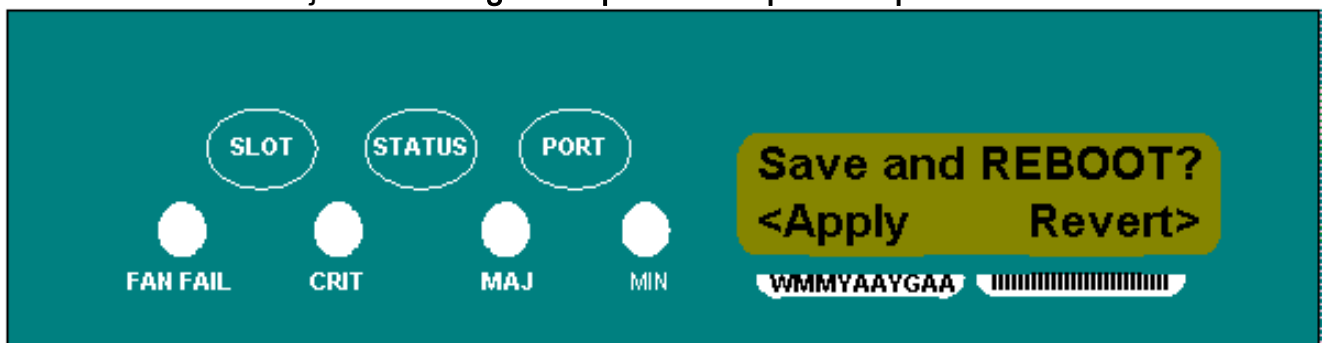 SLOT
STATUS
PORT
Save and REBOOT?
<Apply Revert>
FAN FAIL
CRIT
MAJ
MIN
WMMYAAYGAA